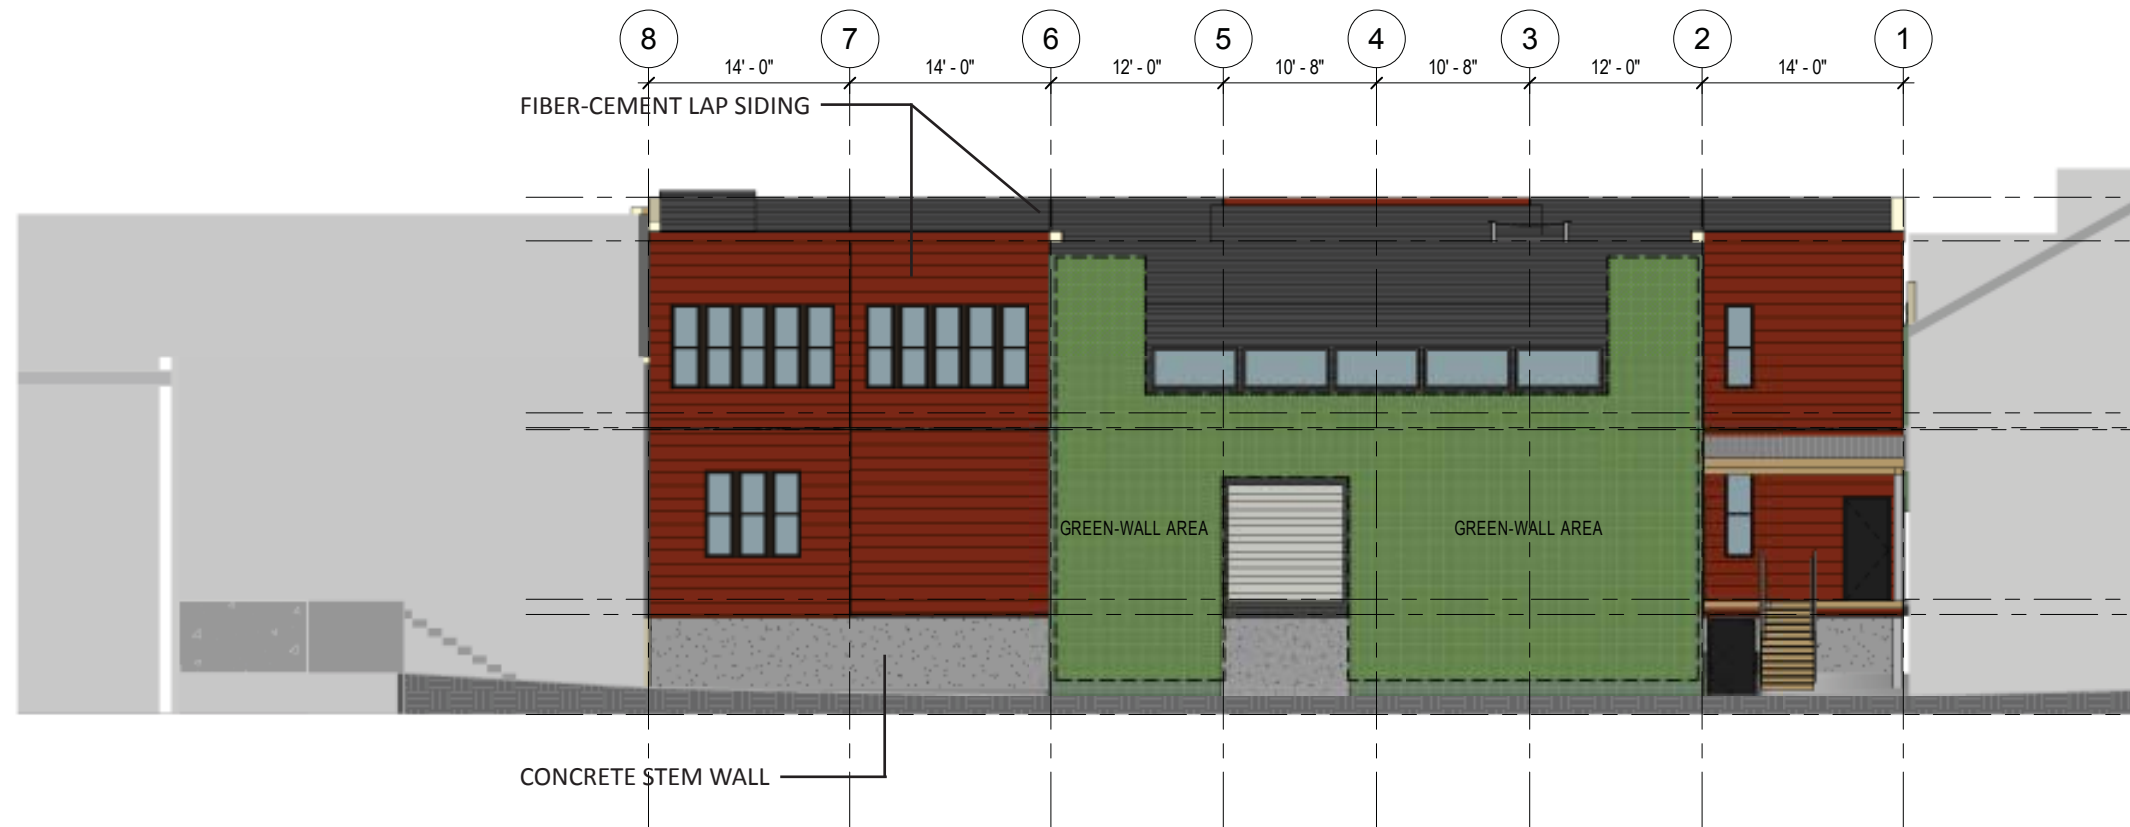 8 7 6 5 4 3 2 1
14' - 0" 14' - 0" 12' - 0" 10' - 8" 10' - 8" 12' - 0" 14' - 0"
FIBER-CEMENT LAP SIDING
GREEN-WALL AREA GREEN-WALL AREA
CONCRETE STEM WALL